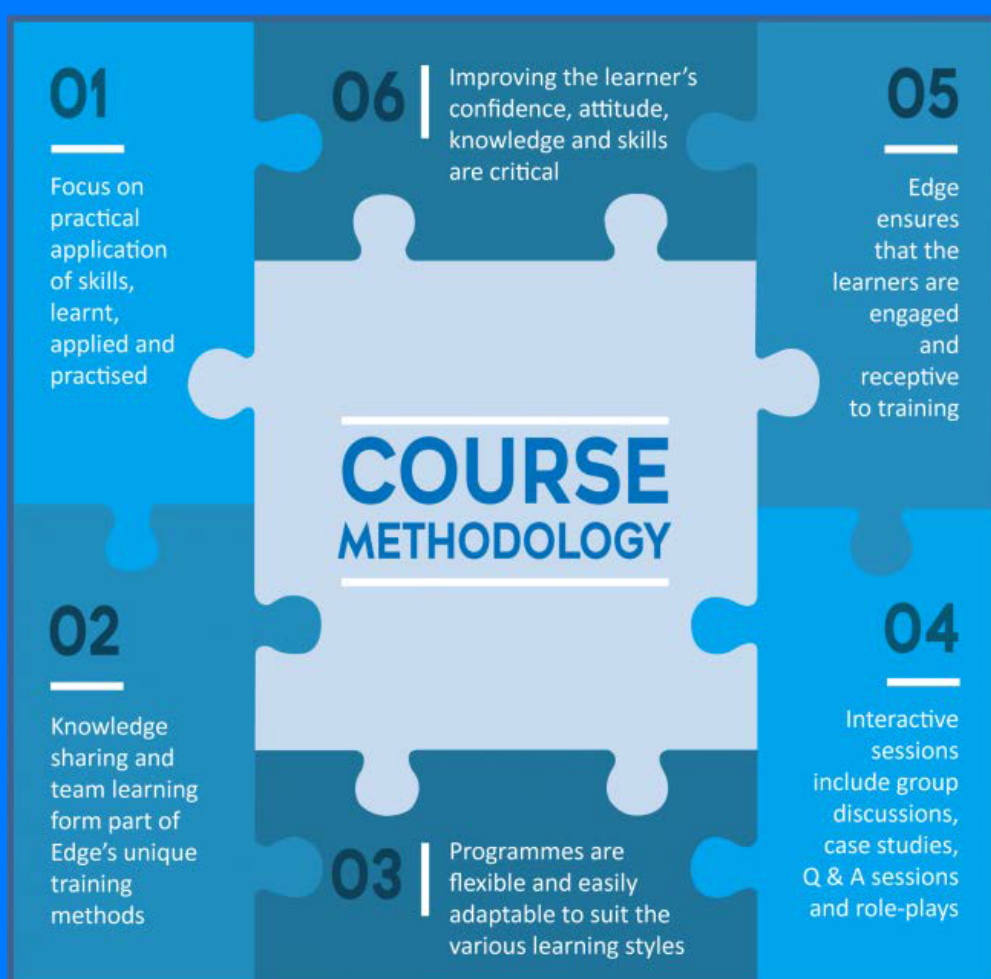 01
Focus on
practical
application
of skills,
learnt,
applied and
practised
02
Knowledge
sharing and
team learning
form part of
Edge's unique
training
methods
03
Programmes are
flexible and easily
adaptable to suit the
various learning styles
04
Interactive
sessions
include group
discussions,
case studies,
Q & A sessions
and role-plays
05
Edge
ensures
that the
learners are
engaged
and
receptive
to training
06
Improving the learner's
confidence, attitude,
knowledge and skills
are critical
COURSE
METHODOLOGY